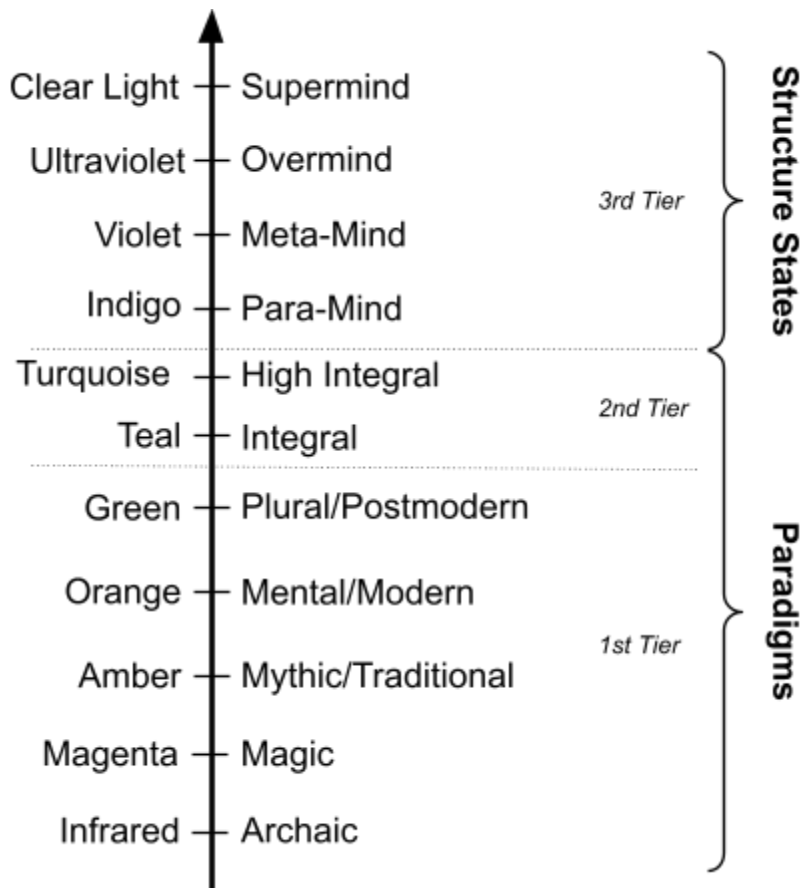 Clear Light Supermind
Ultraviolet Overmind
3rd Tier
Violet Meta-Mind
Indigo Para-Mind
Structure States
Turquoise High Integral
2nd Tier
Teal Integral
Green Plural/Postmodern
Orange Mental/Modern
1st Tier
Amber Mythic/Traditional
Magenta Magic
Infrared Archaic
Paradigms